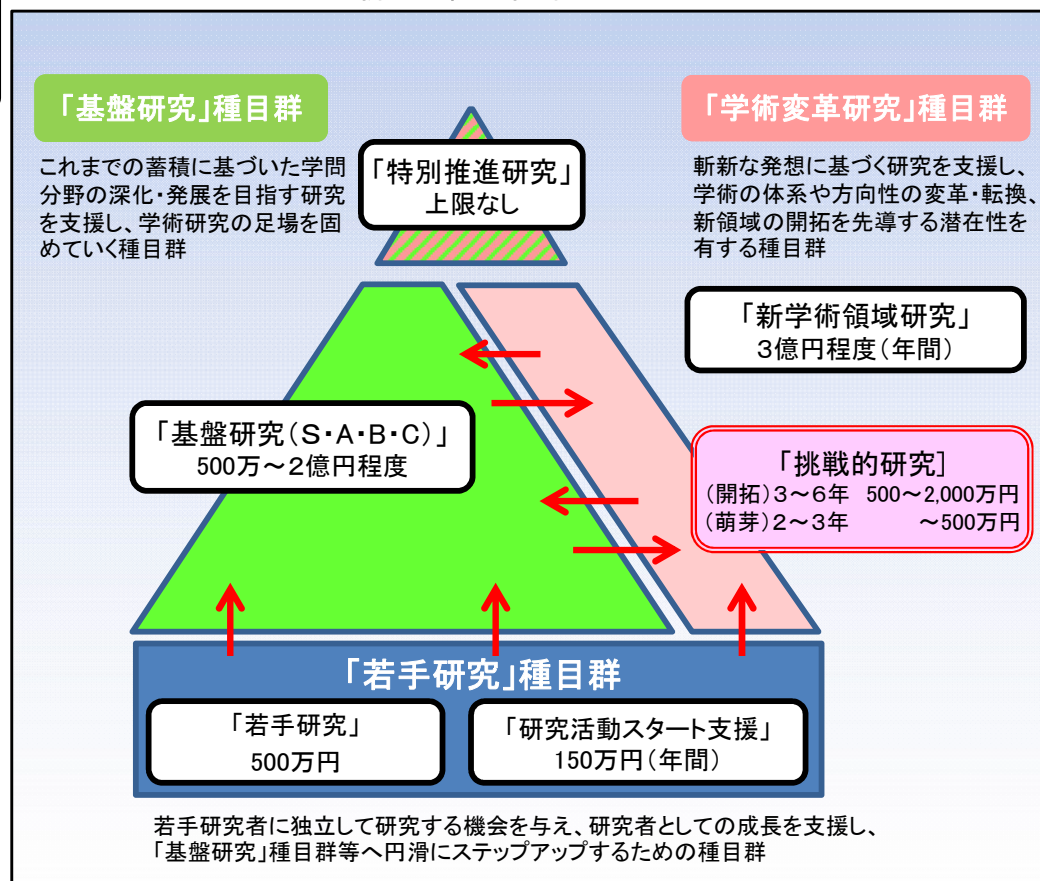 「基盤研究」種目群
これまでの蓄積に基づいた学問
分野の深化・発展を目指す研究
を支援し、学術研究の足場を固
めていく種目群
「特別推進研究」
上限なし
「学術変革研究」種目群
斬新な発想に基づく研究を支援し、
学術の体系や方向性の変革・転換、
新領域の開拓を先導する潜在性を
有する種目群
「新学術領域研究」
3億円程度(年間)
「基盤研究(S・A・B・C)」
500万~2億円程度
「挑戦的研究]
(開拓)3~6年 500~2,000万円
(萌芽)2~3年 ~500万円
「若手研究」種目群
「若手研究」
500万円
「研究活動スタート支援」
150万円(年間)
若手研究者に独立して研究する機会を与え、研究者としての成長を支援し、
「基盤研究」種目群等へ円滑にステップアップするための種目群